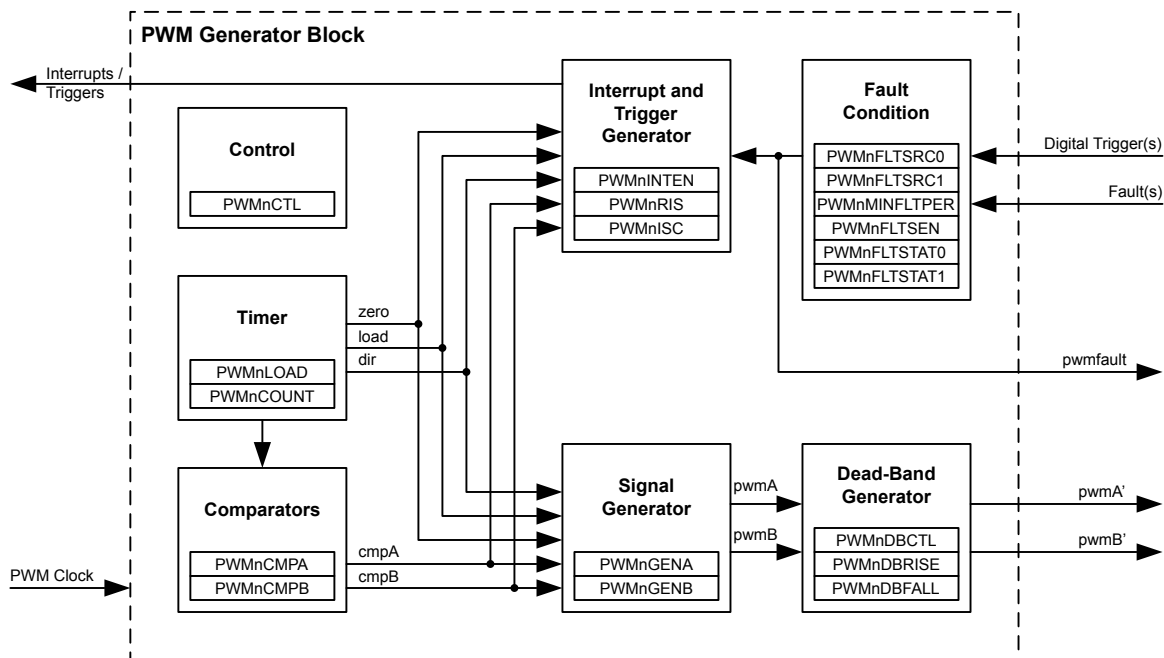 PWM Generator Block
Interrupts /
Triggers
Control
PWMnCTL
Interrupt and
Trigger
Generator
PWMnINTEN
PWMnRIS
PWMnISC
Fault
Condition
PWMnFLTSRC0
PWMnFLTSRC1
PWMnMINFLTPER
PWMnFLTSEN
PWMnFLTSTAT0
PWMnFLTSTAT1
Digital Trigger(s)
Fault(s)
Timer
PWMnLOAD
PWMnCOUNT
zero
load
dir
pwmfault
Comparators
PWMnCMPA
PWMnCMPB
cmpA
cmpB
PWM Clock
Signal
Generator
PWMnGENA
PWMnGENB
pwmA
pwmB
Dead-Band
Generator
PWMnDBCTL
PWMnDBRISE
PWMnDBFALL
pwmA’
pwmB’